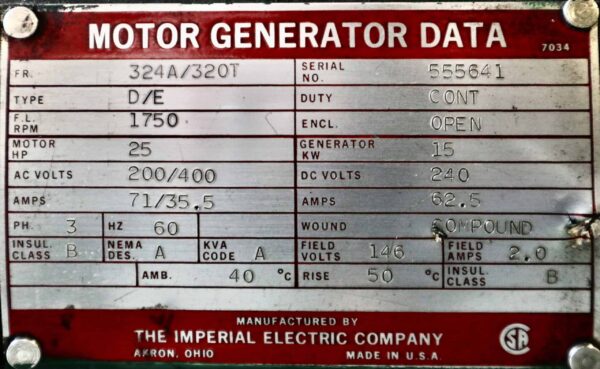 MOTOR GENERATOR DATA
7034
FR. 324A/320T SERIAL NO. 555641
TYPE D/E DUTY CONT
F.L. RPM 1750 ENCL. OPEN
MOTOR HP 25 GENERATOR KW 15
AC VOLTS 200/400 DC VOLTS 240
AMPS 71/35.5 AMPS 62.5
PH. 3 HZ 60 WOUND COMPOUND
INSUL. CLASS B NEMA DES. A KVA CODE A FIELD VOLTS 146 FIELD AMPS 2.0
AMB. 40 °C RISE 50 °C INSUL. CLASS B
MANUFACTURED BY
THE IMPERIAL ELECTRIC COMPANY
AKRON, OHIO MADE IN U.S.A.
SA